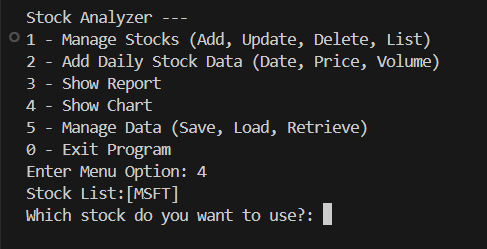 Stock Analyzer ---
1 - Manage Stocks (Add, Update, Delete, List)
2 - Add Daily Stock Data (Date, Price, Volume)
3 - Show Report
4 - Show Chart
5 - Manage Data (Save, Load, Retrieve)
0 - Exit Program
Enter Menu Option: 4
Stock List:[MSFT]
Which stock do you want to use?: